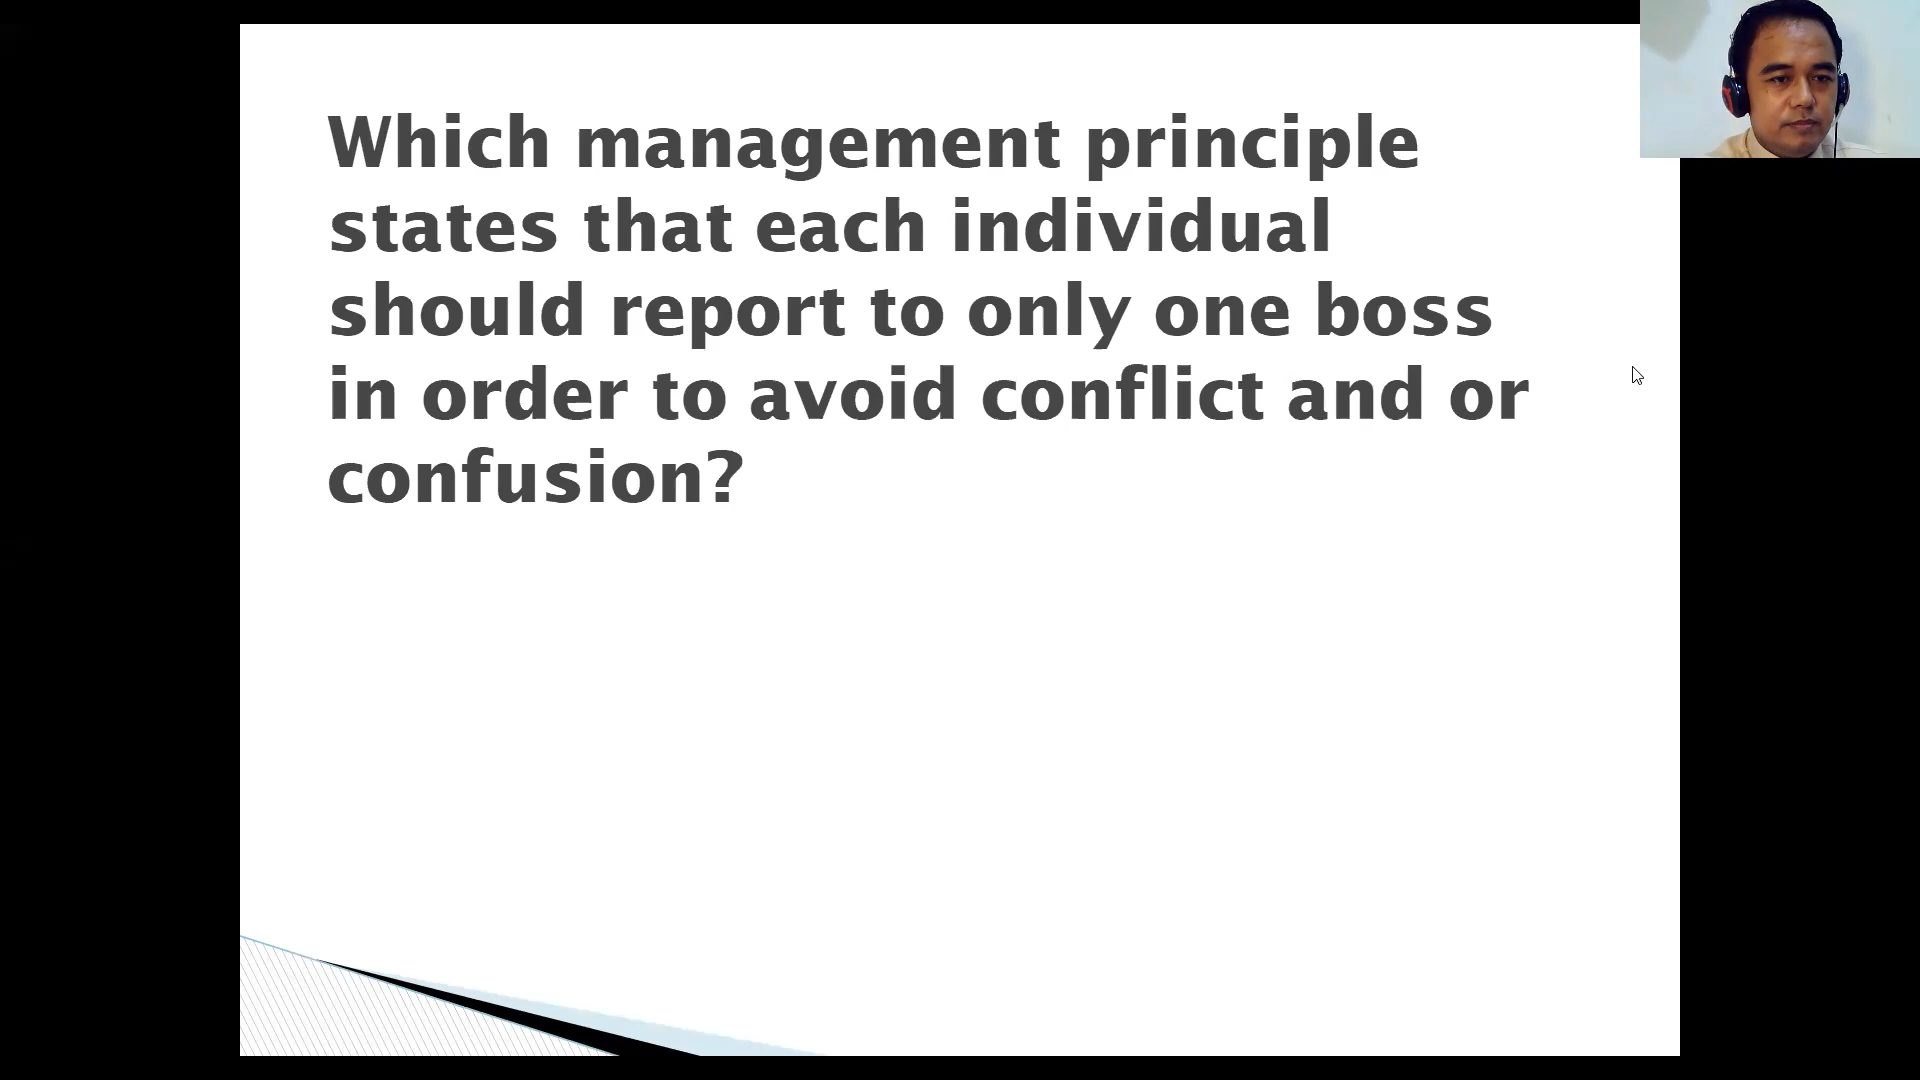 Which management principle
states that each individual
should report to only one boss
in order to avoid conflict and or
confusion?